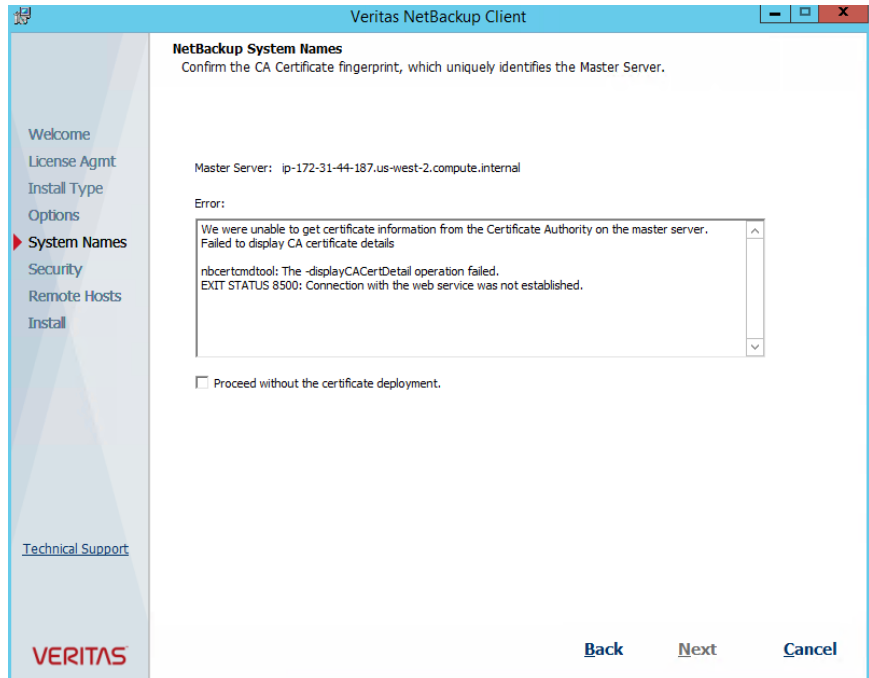 Veritas NetBackup Client
NetBackup System Names
Confirm the CA Certificate fingerprint, which uniquely identifies the Master Server.
Welcome
License Agmt
Install Type
Options
System Names
Security
Remote Hosts
Install
Master Server: ip-172-31-44-187.us-west-2.compute.internal
Error:
We were unable to get certificate information from the Certificate Authority on the master server.
Failed to display CA certificate details
nbcertcmdtool: The -displayCACertDetail operation failed.
EXIT STATUS 8500: Connection with the web service was not established.
Proceed without the certificate deployment.
Technical Support
VERITAS
Back Next Cancel